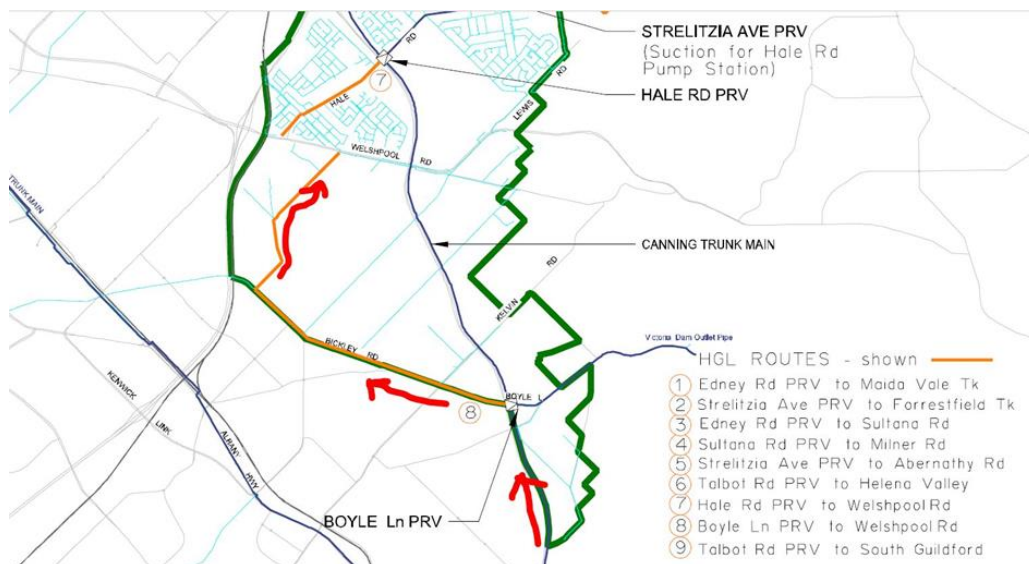 STRELITZIA AVE PRV
(Suction for Hale Rd
Pump Station)
RD
HALE RD PRV
7
HALE
RD
LEWIS
WELSHPOOL RD
TRUNK MAIN
CANNING TRUNK MAIN
RD
KELVIN
Victoria Dam Outlet Pipe
BICKLEY RD
HGL ROUTES - shown
KENWICK
LINK
BOYLE L
8
ALBANY
HWY
BOYLE Ln PRV
1 Edney Rd PRV to Maida Vale Tk
2 Strelitzia Ave PRV to Forrestfield Tk
3 Edney Rd PRV to Sultana Rd
4 Sultana Rd PRV to Milner Rd
5 Strelitzia Ave PRV to Abernathy Rd
6 Talbot Rd PRV to Helena Valley
7 Hale Rd PRV to Welshpool Rd
8 Boyle Ln PRV to Welshpool Rd
9 Talbot Rd PRV to South Guildford